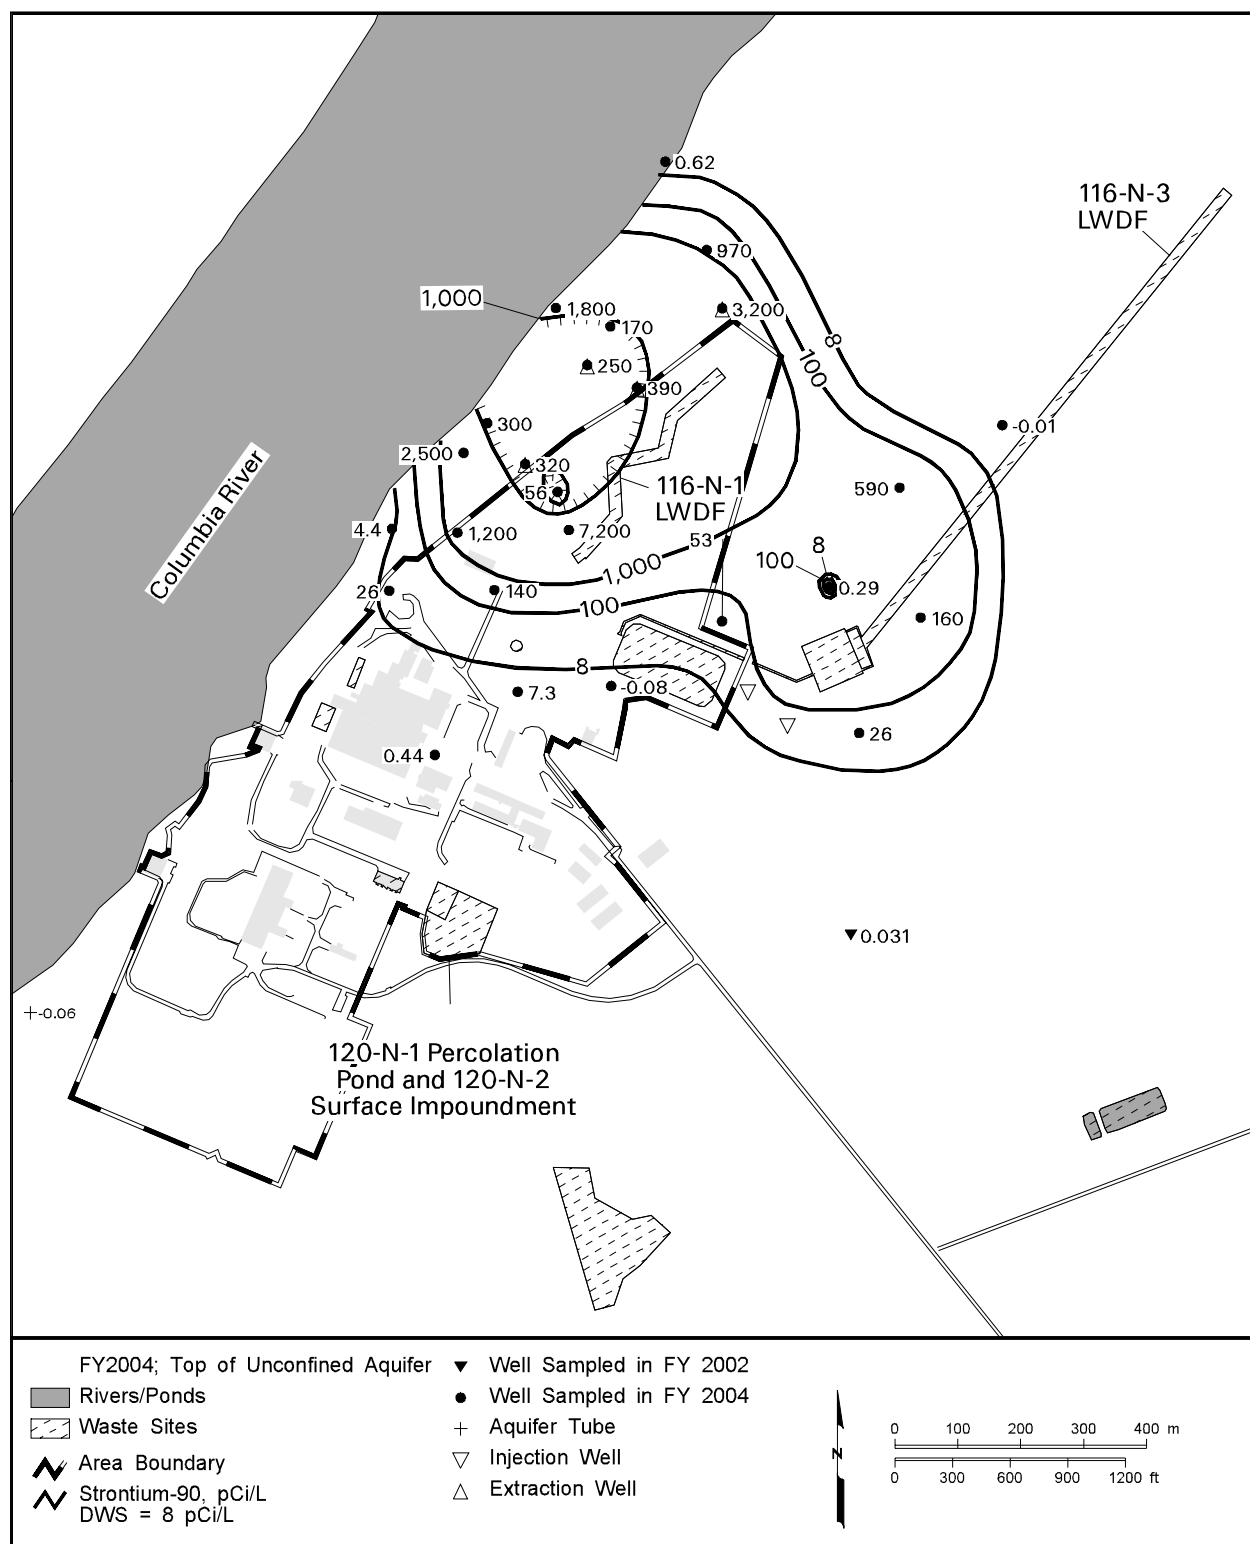 0.62
116-N-3
LWDF
970
1,000
1,800
3,200
170
8
250
100
390
300
-0.01
2,500
320
56
116-N-1
LWDF
590
4.4
1,200
7,200
53
8
1,000
100
0.29
26
140
100
160
Columbia River
8
7.3
-0.08
26
0.44
0.031
-0.06
120-N-1 Percolation
Pond and 120-N-2
Surface Impoundment
FY2004; Top of Unconfined Aquifer
Rivers/Ponds
Waste Sites
Area Boundary
Strontium-90, pCi/L
DWS = 8 pCi/L
Well Sampled in FY 2002
Well Sampled in FY 2004
Aquifer Tube
Injection Well
Extraction Well
N
0 100 200 300 400 m
0 300 600 900 1200 ft